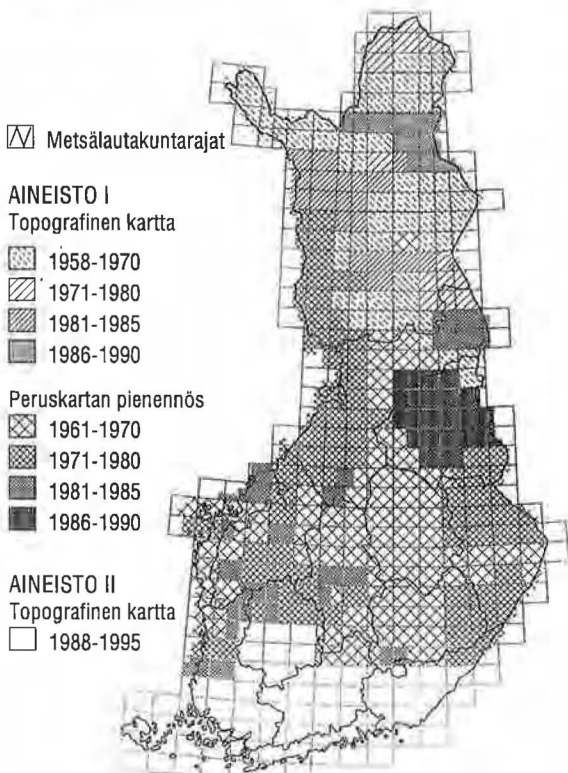 Metsälautakuntarajat
AINEISTO I
Topografinen kartta
1958-1970
1971-1980
1981-1985
1986-1990
Peruskartan pienennös
1961-1970
1971-1980
1981-1985
1986-1990
AINEISTO II
Topografinen kartta
1988-1995